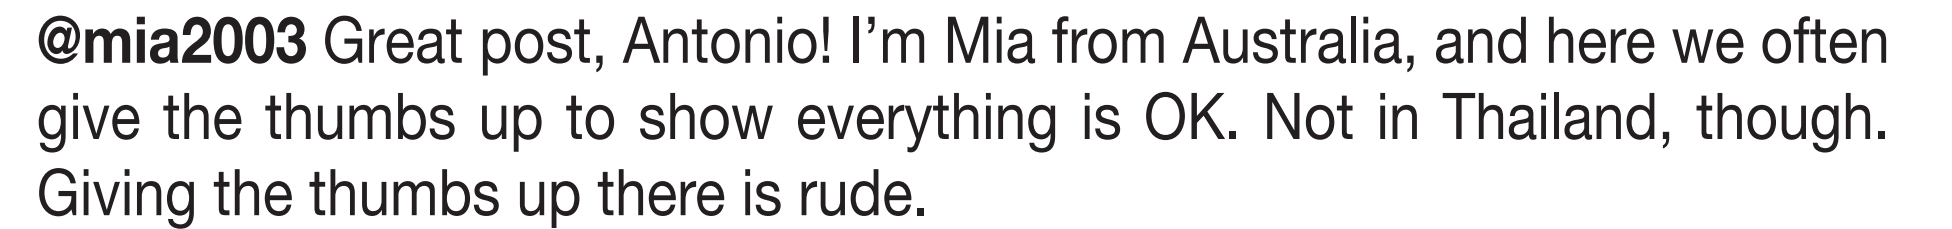 @mia2003 Great post, Antonio! I’m Mia from Australia, and here we often
give the thumbs up to show everything is OK. Not in Thailand, though.
Giving the thumbs up there is rude.